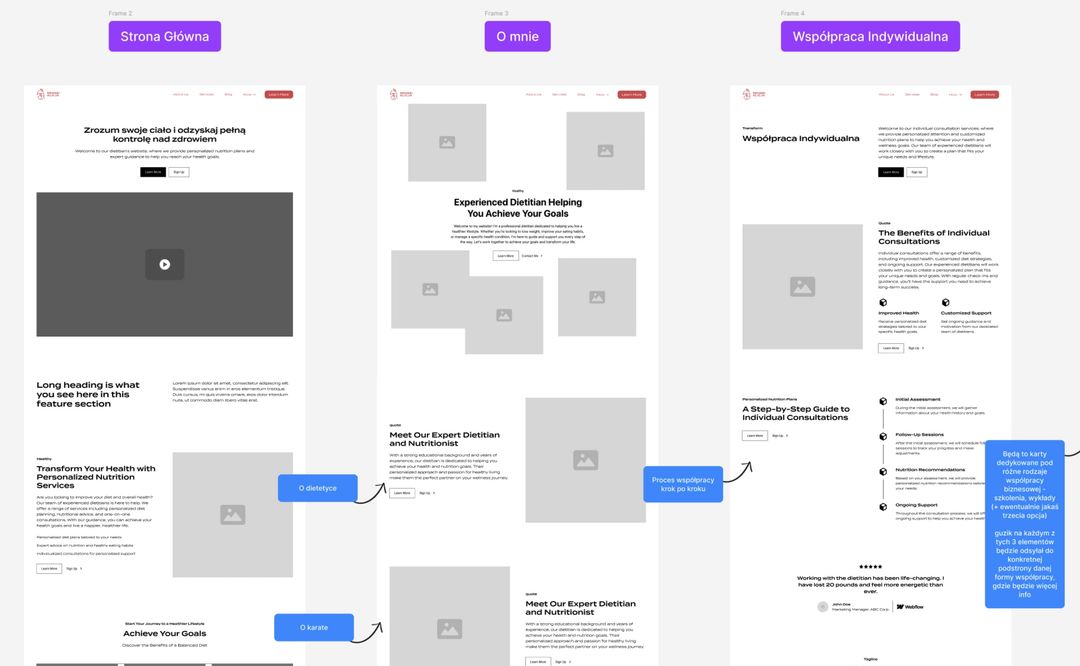 Frame 2
Strona Główna
About Us
Services
Blog
Learn More
Zrozum swoje ciało i odzyskaj pełną
kontrolę nad zdrowiem
Welcome to our dietitians website, where we provide personalized nutrition plans and
expert guidance to help you reach your health goals.
Learn More
Sign Up
Long heading is what
you see here in this
feature section
Lorem ipsum dolor sit amet, consectetur adipiscing elit.
Suspendisse varius enim in eros elementum tristique.
Duis cursus, mi quis viverra ornare, eros dolor interdum
nulla, ut commodo diam libero vitae erat.
Healthy
Transform Your Health with
Personalized Nutrition
Services
Are you looking to improve your diet and overall health?
Our team of experienced dietitians is here to help. We
offer a range of services including personalized diet
planning, nutritional advice, and one-on-one
consultations. With our guidance, you can achieve your
health goals and live a happier, healthier life.
Personalized diet plans tailored to your needs
Expert advice on nutrition and healthy eating habits
Individualized consultations for personalized support
Learn More
Sign Up
Start Your Journey to a Healthier Lifestyle
Achieve Your Goals
Discover the Benefits of a Balanced Diet
Frame 3
O mnie
About Us
Services
Blog
Learn More
Healthy
Experienced Dietitian Helping
You Achieve Your Goals
Welcome to my website! I'm a professional dietitian dedicated to helping you live a
healthier lifestyle. Whether you're looking to lose weight, improve your eating habits,
or manage a specific health condition, I'm here to guide and support you every step of
the way. Let's work together to achieve your goals and transform your life.
Learn More
Contact Me
O dietetyce
Quote
Meet Our Expert Dietitian
and Nutritionist
With a strong educational background and years of
experience, our dietitian is dedicated to helping you
achieve your health and nutrition goals. Their
personalized approach and passion for healthy living
make them the perfect partner on your wellness journey.
Learn More
Sign Up
O karate
Quote
Meet Our Expert Dietitian
and Nutritionist
With a strong educational background and years of
experience, our dietitian is dedicated to helping you
achieve your health and nutrition goals. Their
personalized approach and passion for healthy living
make them the perfect partner on your wellness journey.
Learn More
Sign Up
Frame 4
Współpraca Indywidualna
About Us
Services
Blog
Learn More
Transform
Współpraca Indywidualna
Welcome to our individual consultation services, where
we provide personalized attention and customized
nutrition plans to help you achieve your health and
wellness goals. Our team of experienced dietitians will
work closely with you to create a plan that fits your
unique needs and lifestyle.
Learn More
Sign Up
Quote
The Benefits of Individual
Consultations
Individual consultations offer a range of benefits,
including improved health, customized diet strategies,
and ongoing support. Our experienced dietitians will work
closely with you to create a personalized plan that fits
your unique needs and goals. With regular check-ins and
guidance, you'll have the support you need to achieve
long-term success.
Improved Health
Receive personalized diet
strategies tailored to your
specific health goals.
Customized Support
Get ongoing guidance and
motivation from our dedicated
team of dietitians.
Learn More
Sign Up
Proces współpracy
krok po kroku
Personalized Nutrition Plans
A Step-by-Step Guide to
Individual Consultations
Learn More
Sign Up
Initial Assessment
During the initial assessment, we will gather
information about your health history and goals.
Follow-Up Sessions
After the initial assessment, we will schedule
sessions to track your progress and make
adjustments.
Nutrition Recommendations
Based on your assessment, we will provide
personalized nutrition recommendations
your needs.
Ongoing Support
Throughout the consultation process, we will
ongoing support to help you achieve your health
Będą to karty
dedykowane pod
różne rodzaje
współpracy
biznesowej -
szkolenia, wykłady
(+ ewentualnie jakaś
trzecia opcja)
guzik na każdym z
tych 3 elementów
będzie odsyłał do
konkretnej
podstrony danej
formy współpracy,
gdzie będzie więcej
info
Working with the dietitian has been life-changing. I
have lost 20 pounds and feel more energetic than
ever.
John Doe
Marketing Manager, ABC Corp.
Webflow
Tagline